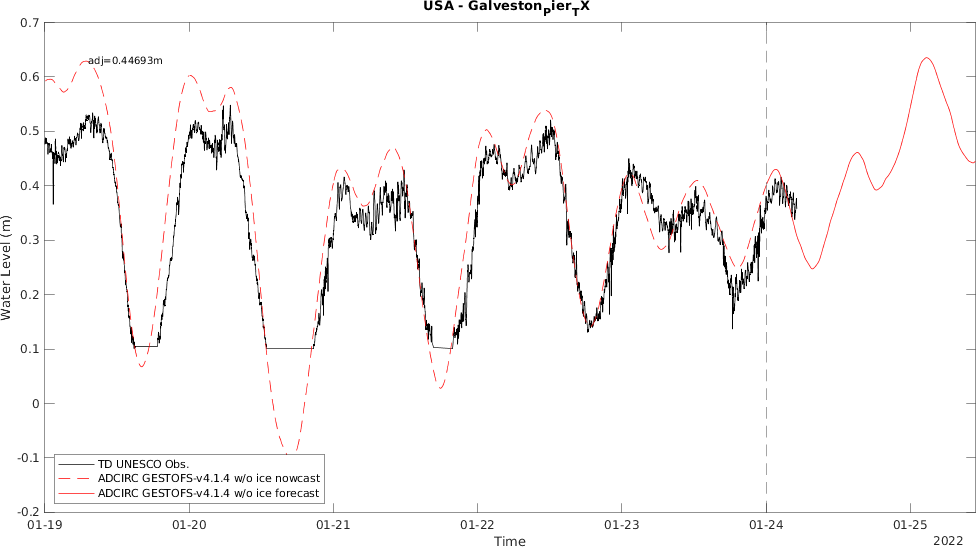 USA - Galveston_Pier_TX
adj=0.44693m
0.7
0.6
0.5
0.4
0.3
0.2
0.1
0
-0.1
-0.2
Water Level (m)
TD UNESCO Obs.
ADCIRC GESTOFS-v4.1.4 w/o ice nowcast
ADCIRC GESTOFS-v4.1.4 w/o ice forecast
01-19 01-20 01-21 01-22 01-23 01-24 01-25
Time
2022